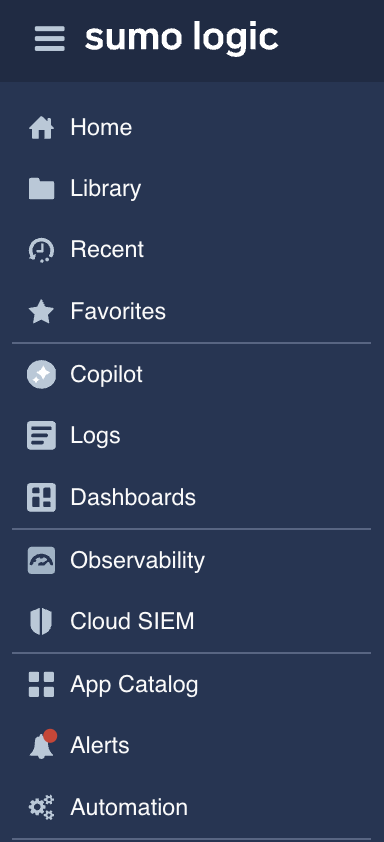 sumo logic
Home
Library
Recent
Favorites
Copilot
Logs
Dashboards
Observability
Cloud SIEM
App Catalog
Alerts
Automation